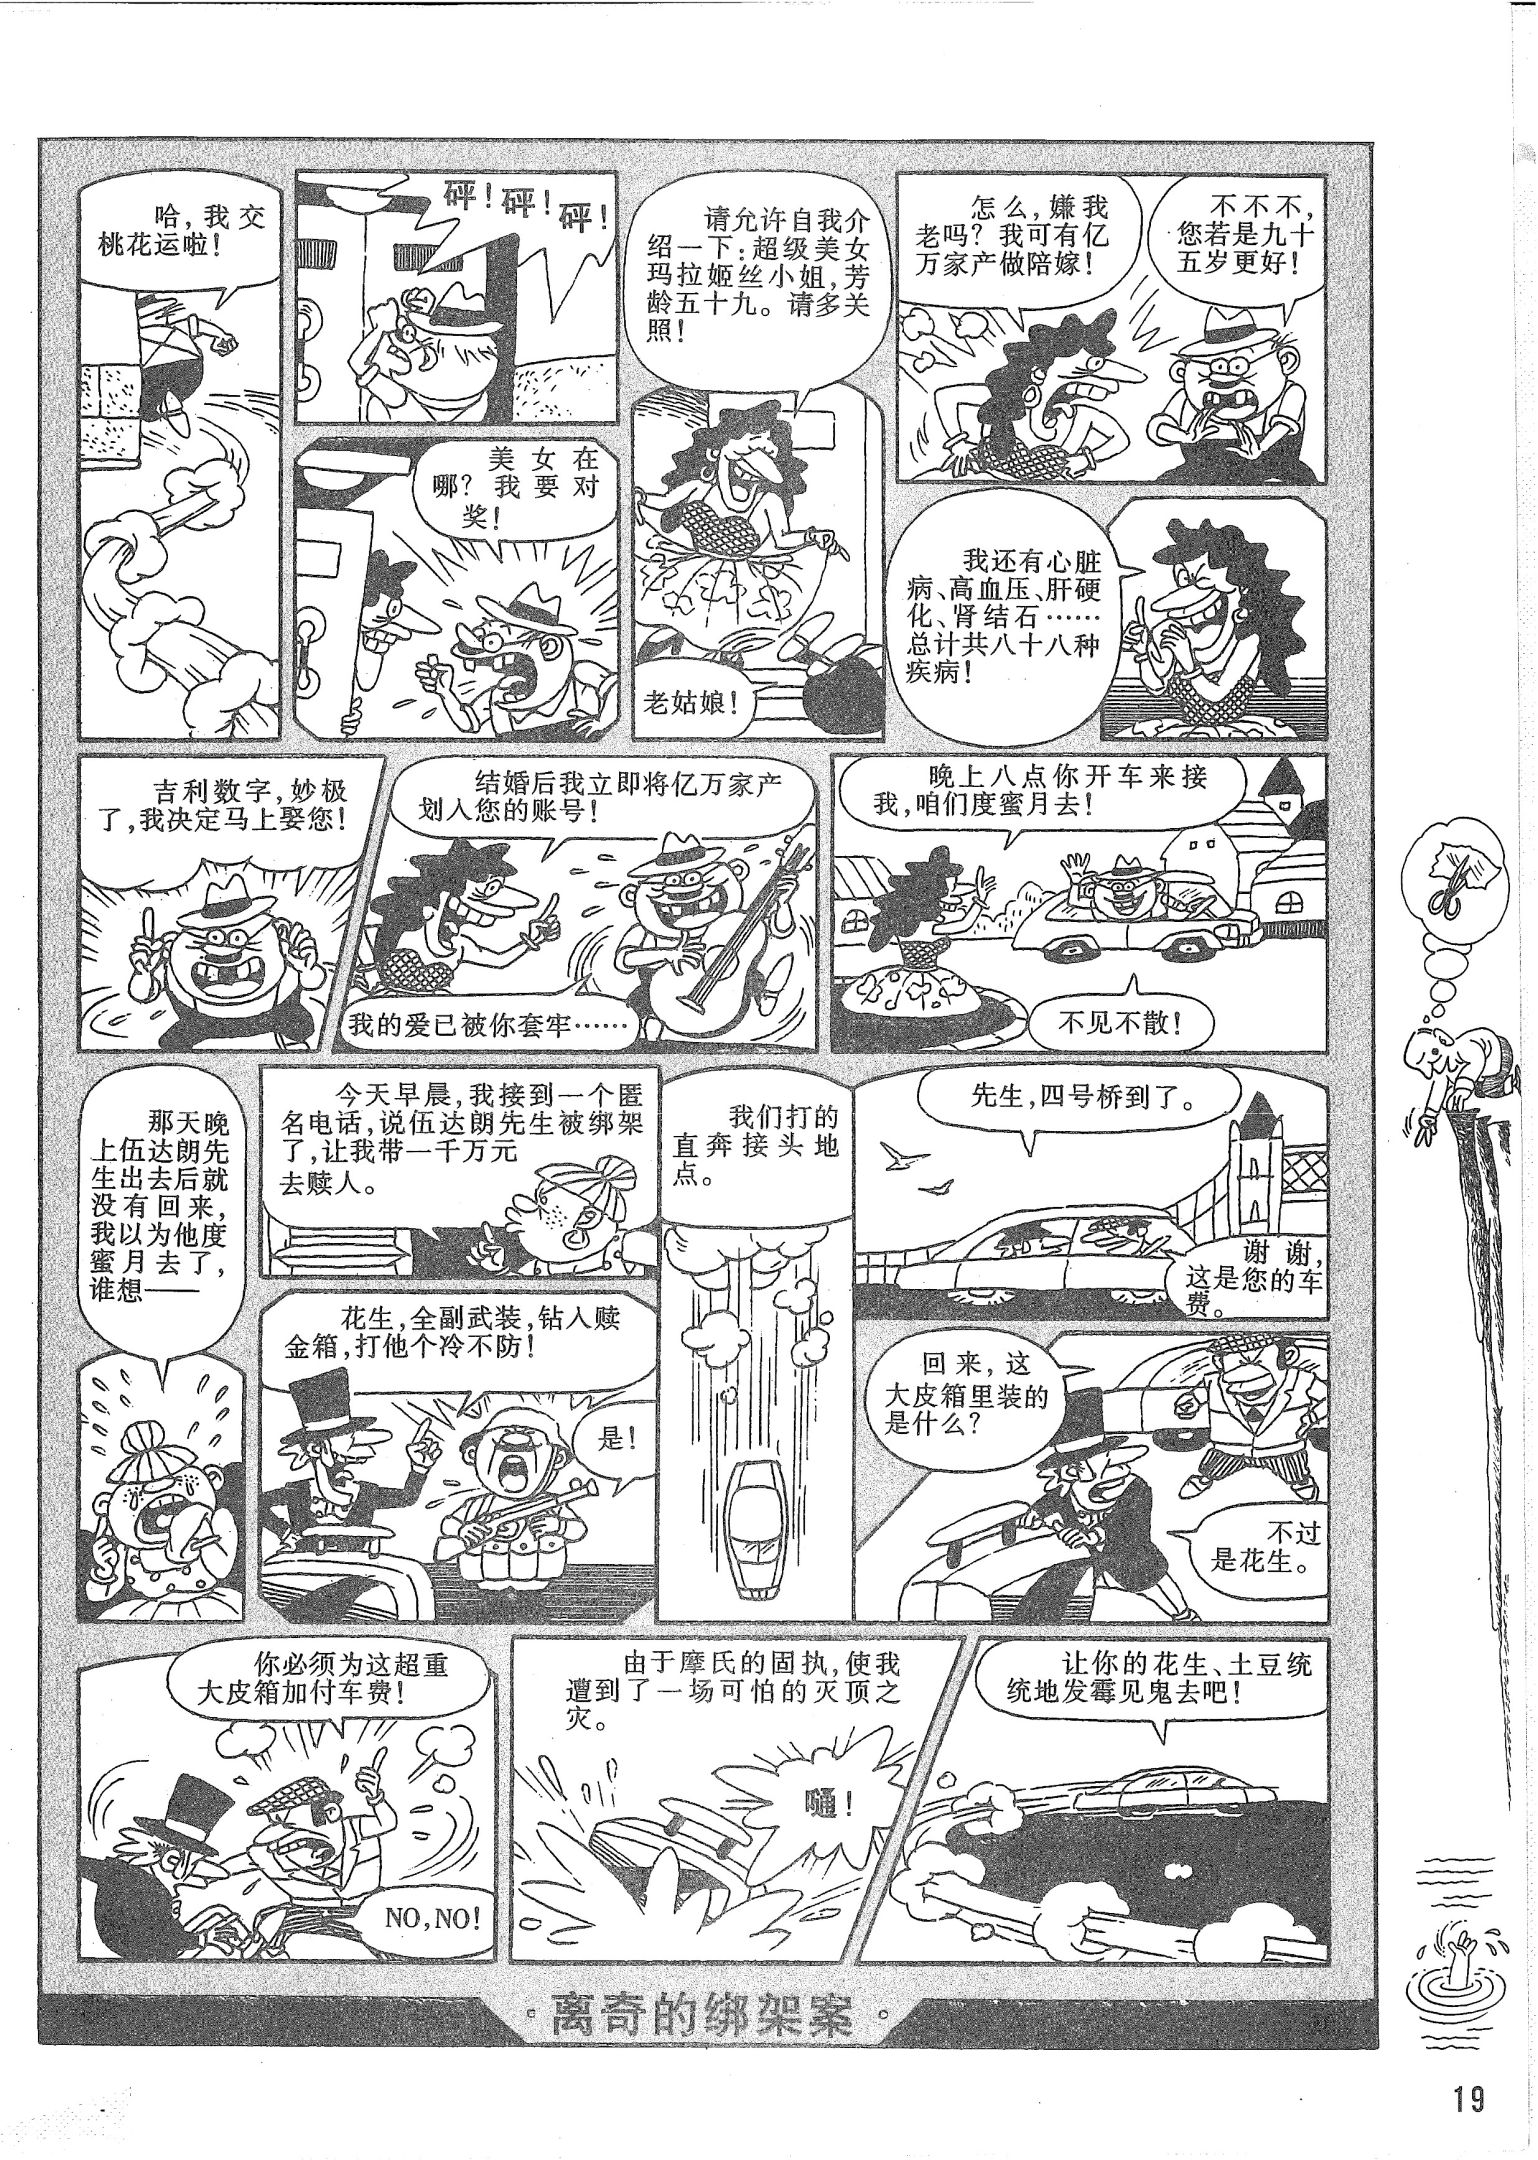 哈，我交
桃花运啦！
砰！砰！砰！
美女在
哪？我要对
奖！
请允许自我介
绍一下：超级美女
玛拉姬丝小姐，芳
龄五十九。请多关
照！
老姑娘！
怎么，嫌我
老吗？我可有亿
万家产做陪嫁！
不不不，
您若是九十
五岁更好！
我还有心脏
病、高血压、肝硬
化、肾结石……
总计共八十八种
疾病！
吉利数字，妙极
了，我决定马上娶您！
结婚后我立即将亿万家产
划入您的账号！
我的爱已被你套牢……
晚上八点你开车来接
我，咱们度蜜月去！
不见不散！
那天晚
上伍达朗先
生出去后就
没有回来，
我以为他度
蜜月去了，
谁想——
今天早晨，我接到一个匿
名电话，说伍达朗先生被绑架
了，让我带一千万元
去赎人。
花生，全副武装，钻入赎
金箱，打他个冷不防！
是！
我们打的
直奔接头地
点。
先生，四号桥到了。
谢谢，
这是您的车
费。
回来，这
大皮箱里装的
是什么？
不过
是花生。
你必须为这超重
大皮箱加付车费！
NO，NO！
由于摩氏的固执，使我
遭到了一场可怕的灭顶之
灾。
嗵！
让你的花生、土豆统
统地发霉见鬼去吧！
·离奇的绑架案·
19